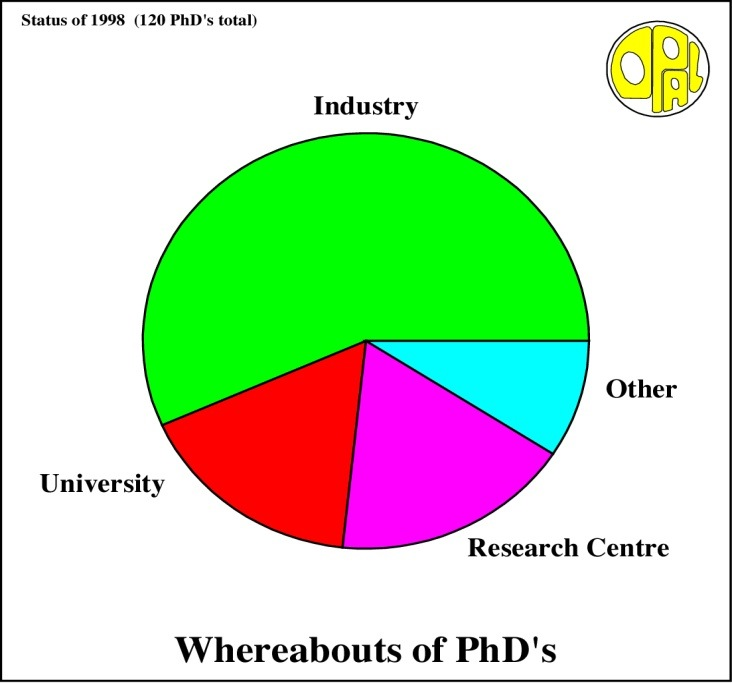 Status of 1998 (120 PhD's total)
OPAL
Industry
Other
University
Research Centre
Whereabouts of PhD's